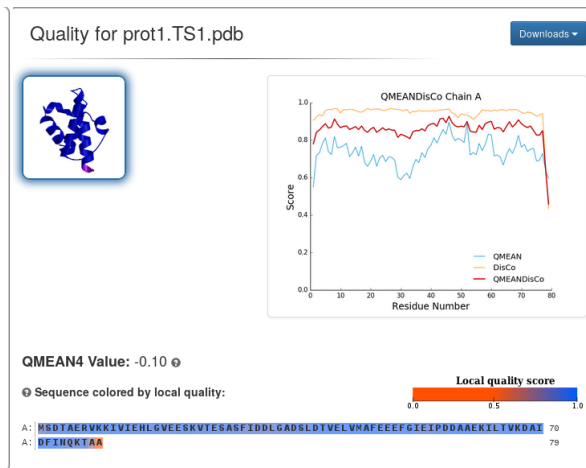 Quality for prot1.TS1.pdb
Downloads
QMEANDisCo Chain A
1.0
0.8
0.6
0.4
0.2
0.0
Score
0 10 20 30 40 50 60 70 80
Residue Number
QMEAN
DisCo
QMEANDisCo
QMEAN4 Value: -0.10
Sequence colored by local quality:
Local quality score
0.0 0.5 1.0
A: MSDTAERVKKIVIEHLGVEESKVTESASFIDDLGADSLDTVELVMAFEEEFGIEIPDDAAEKILTVKDAI 70
A: DFINQKTAA 79